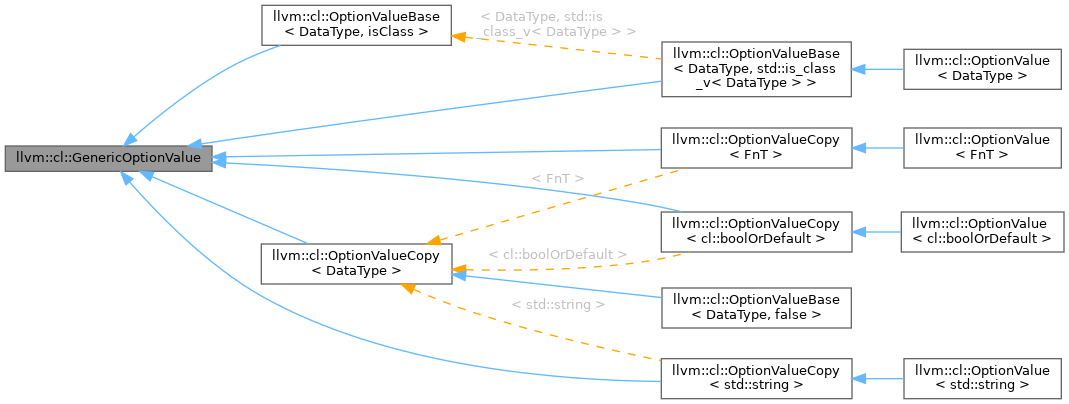 llvm::cl::OptionValueBase
< DataType, isClass >
< DataType, std::is
_class_v< DataType > >
llvm::cl::OptionValueBase
< DataType, std::is_class
_v< DataType > >
llvm::cl::OptionValue
< DataType >
llvm::cl::GenericOptionValue
llvm::cl::OptionValueCopy
< FnT >
llvm::cl::OptionValue
< FnT >
< FnT >
llvm::cl::OptionValueCopy
< cl::boolOrDefault >
llvm::cl::OptionValue
< cl::boolOrDefault >
llvm::cl::OptionValueCopy
< DataType >
< cl::boolOrDefault >
llvm::cl::OptionValueBase
< DataType, false >
< std::string >
llvm::cl::OptionValueCopy
< std::string >
llvm::cl::OptionValue
< std::string >